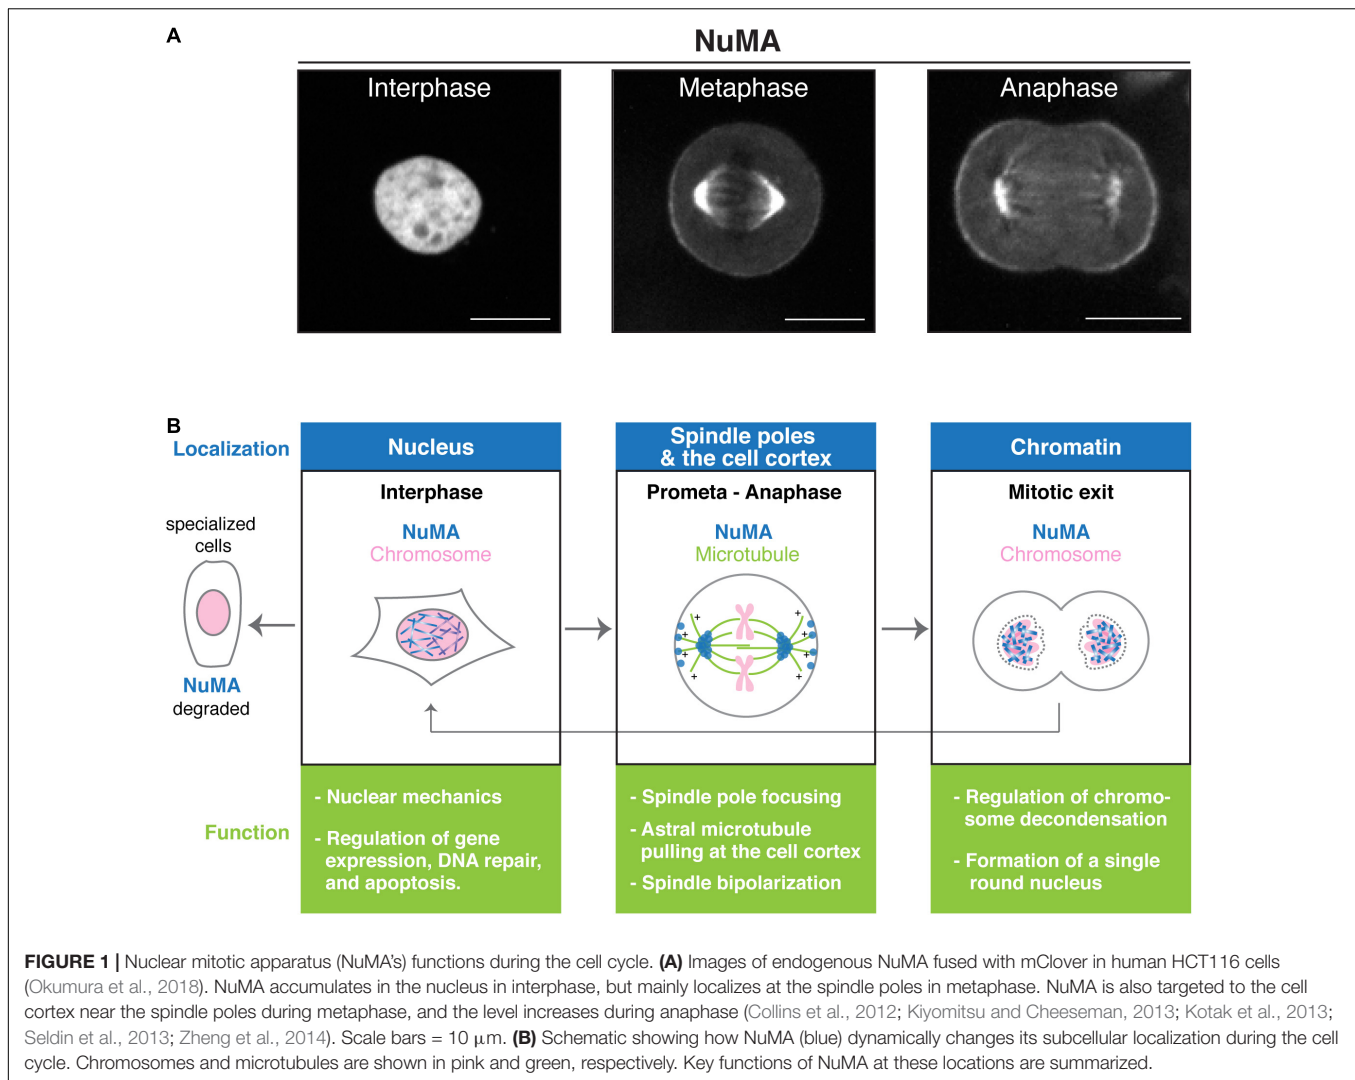 A
NuMA
Interphase
Metaphase
Anaphase
B
Localization
Nucleus
Spindle poles
& the cell cortex
Chromatin
Interphase
Prometa - Anaphase
Mitotic exit
NuMA
Chromosome
NuMA
Microtubule
NuMA
Chromosome
specialized
cells
NuMA
degraded
+
+
+
+
+
+
+
+
Function
- Nuclear mechanics
- Regulation of gene
expression, DNA repair,
and apoptosis.
- Spindle pole focusing
- Astral microtubule
pulling at the cell cortex
- Spindle bipolarization
- Regulation of chromo-
some decondensation
- Formation of a single
round nucleus
FIGURE 1 | Nuclear mitotic apparatus (NuMA's) functions during the cell cycle. (A) Images of endogenous NuMA fused with mClover in human HCT116 cells
(Okumura et al., 2018). NuMA accumulates in the nucleus in interphase, but mainly localizes at the spindle poles in metaphase. NuMA is also targeted to the cell
cortex near the spindle poles during metaphase, and the level increases during anaphase (Collins et al., 2012; Kiyomitsu and Cheeseman, 2013; Kotak et al., 2013;
Seldin et al., 2013; Zheng et al., 2014). Scale bars = 10 μm. (B) Schematic showing how NuMA (blue) dynamically changes its subcellular localization during the cell
cycle. Chromosomes and microtubules are shown in pink and green, respectively. Key functions of NuMA at these locations are summarized.